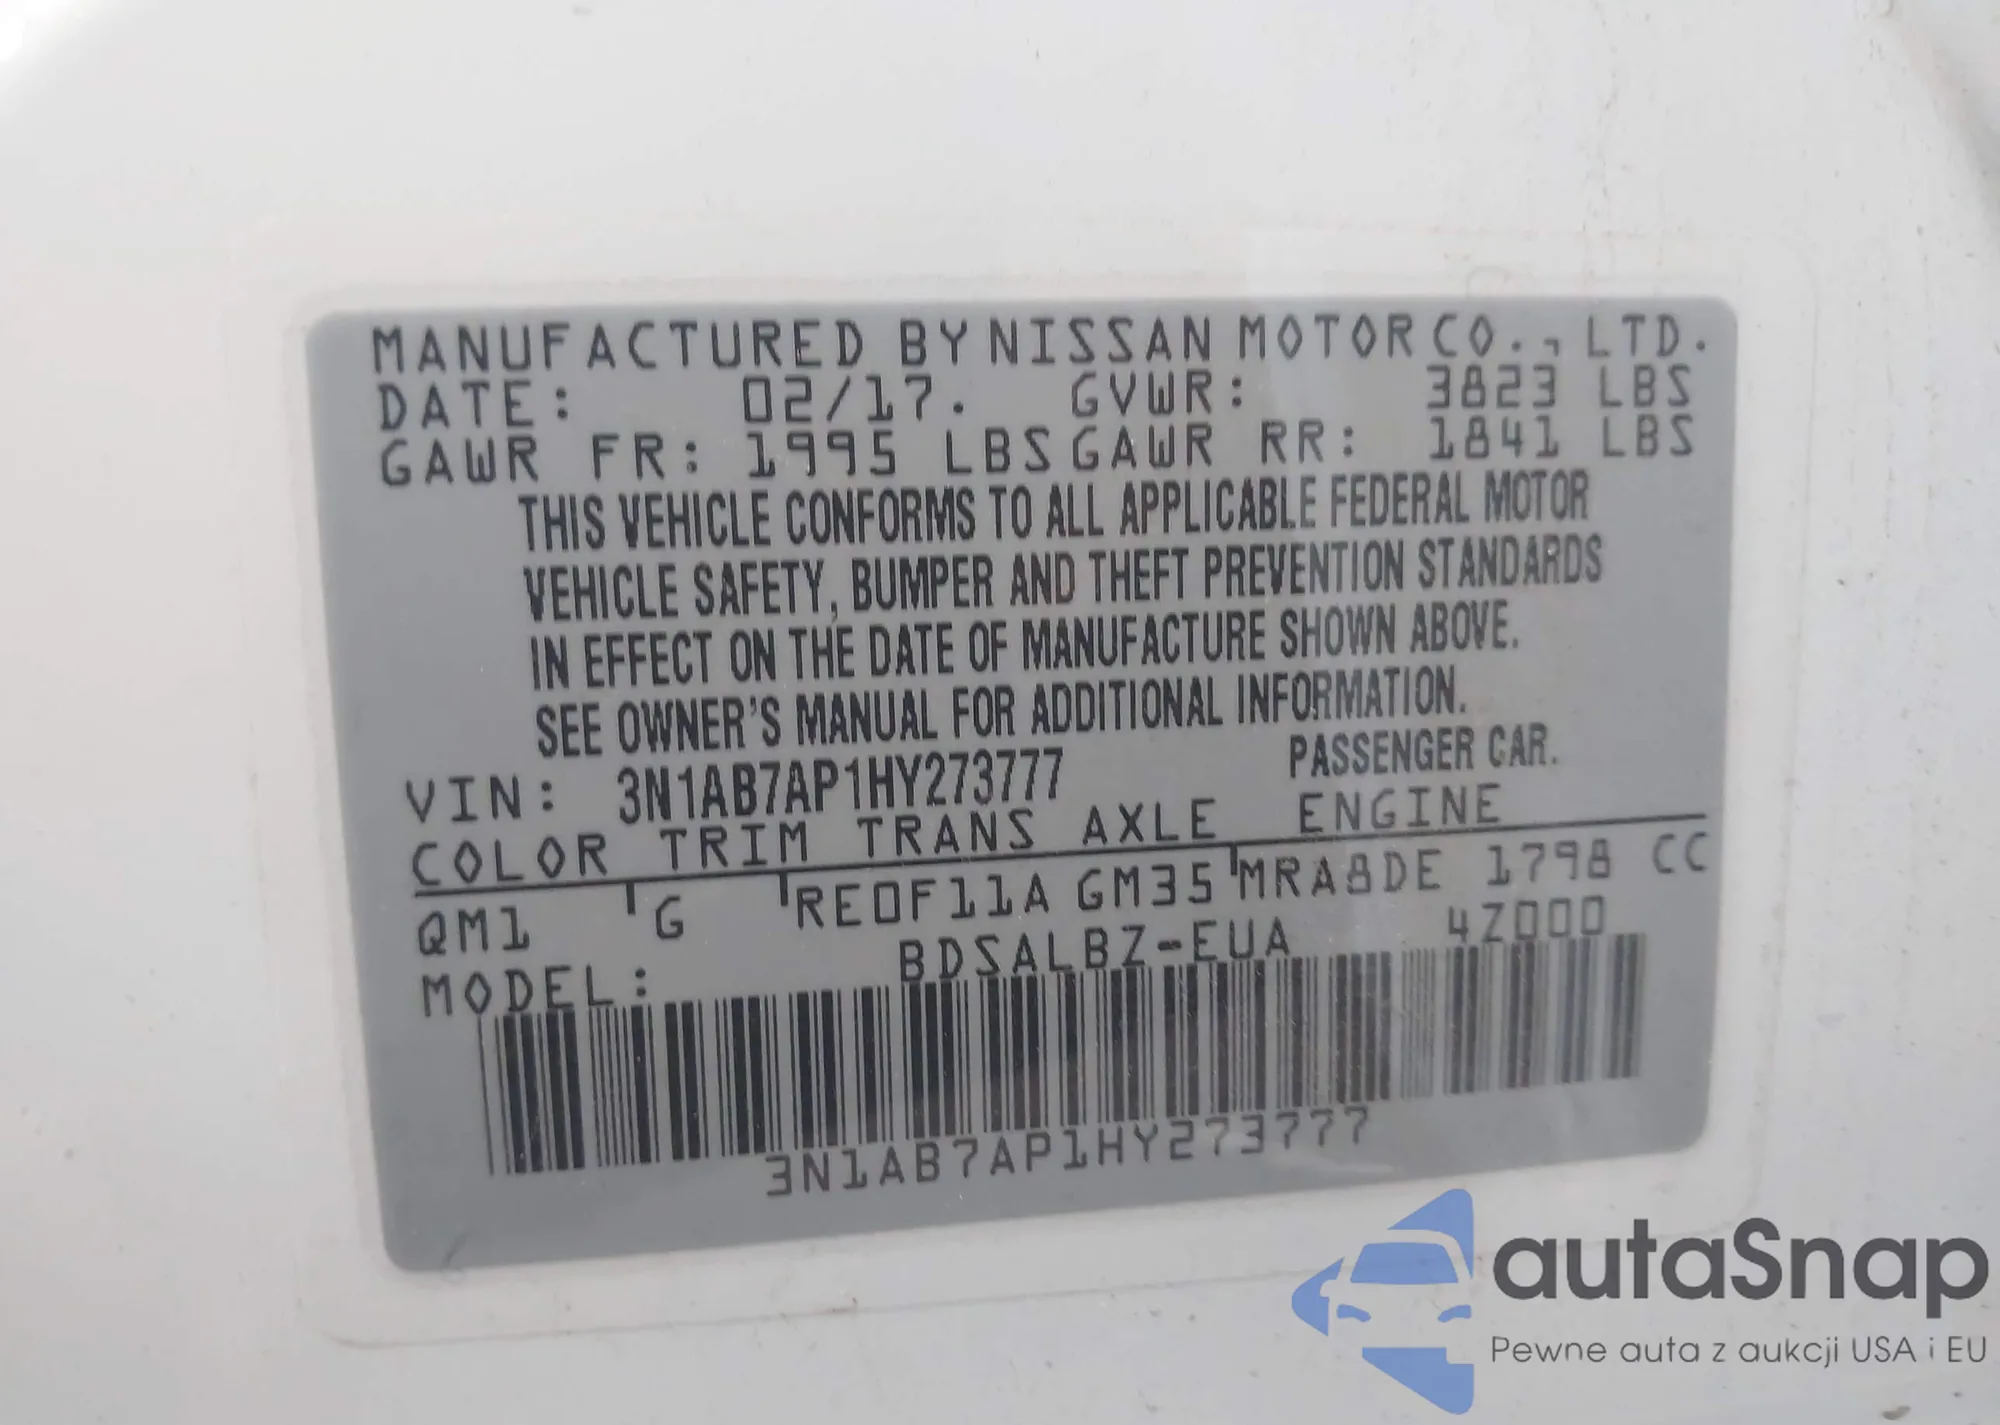 MANUFACTURED BY NISSAN MOTOR CO., LTD.
DATE: 02/17. GVWR: 3823 LBS
GAWR FR: 1995 LBS GAWR RR: 1841 LBS
THIS VEHICLE CONFORMS TO ALL APPLICABLE FEDERAL MOTOR
VEHICLE SAFETY, BUMPER AND THEFT PREVENTION STANDARDS
IN EFFECT ON THE DATE OF MANUFACTURE SHOWN ABOVE.
SEE OWNER'S MANUAL FOR ADDITIONAL INFORMATION.
VIN: 3N1AB7AP1HY273777 PASSENGER CAR.
COLOR TRIM TRANS AXLE ENGINE
QM1 G RE0F11A GM35 MRA8DE 1798 CC
MODEL: BDSALBZ-EUA 4Z000
3N1AB7AP1HY273777
autaSnap
Pewne auta z aukcji USA i EU